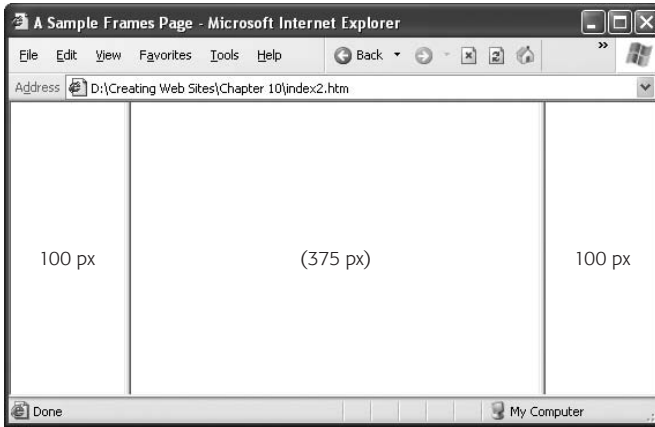 A Sample Frames Page - Microsoft Internet Explorer
File Edit View Favorites Tools Help Back »
Address D:\Creating Web Sites\Chapter 10\index2.htm
100 px (375 px) 100 px
Done My Computer